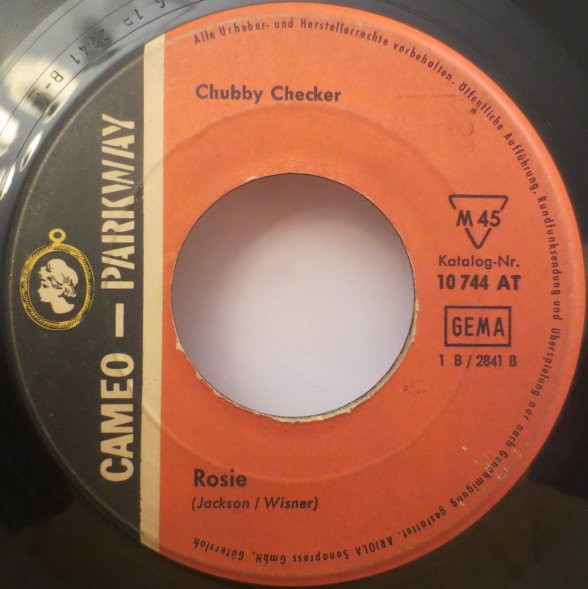 Alle Urheber- und Herstellerrechte vorbehalten. Öffentliche Aufführung, Rundfunksendung und Überspielung nur nach Genehmigung gestattet. ARIOLA Sonopress GmbH, Gütersloh
Chubby Checker
CAMEO – PARKWAY
M 45
Katalog-Nr.
10 744 AT
GEMA
1 B / 2841 B
Rosie
(Jackson / Wisner)